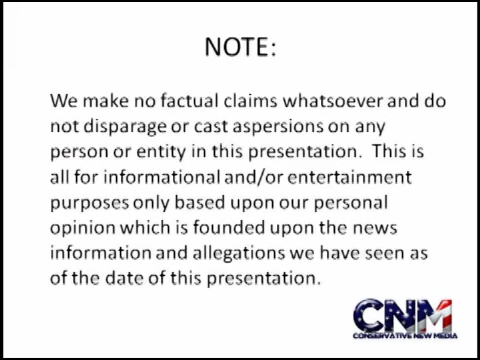 NOTE:
We make no factual claims whatsoever and do
not disparage or cast aspersions on any
person or entity in this presentation.  This is
all for informational and/or entertainment
purposes only based upon our personal
opinion which is founded upon the news
information and allegations we have seen as
of the date of this presentation.
CNM
CONSERVATIVE NEW MEDIA